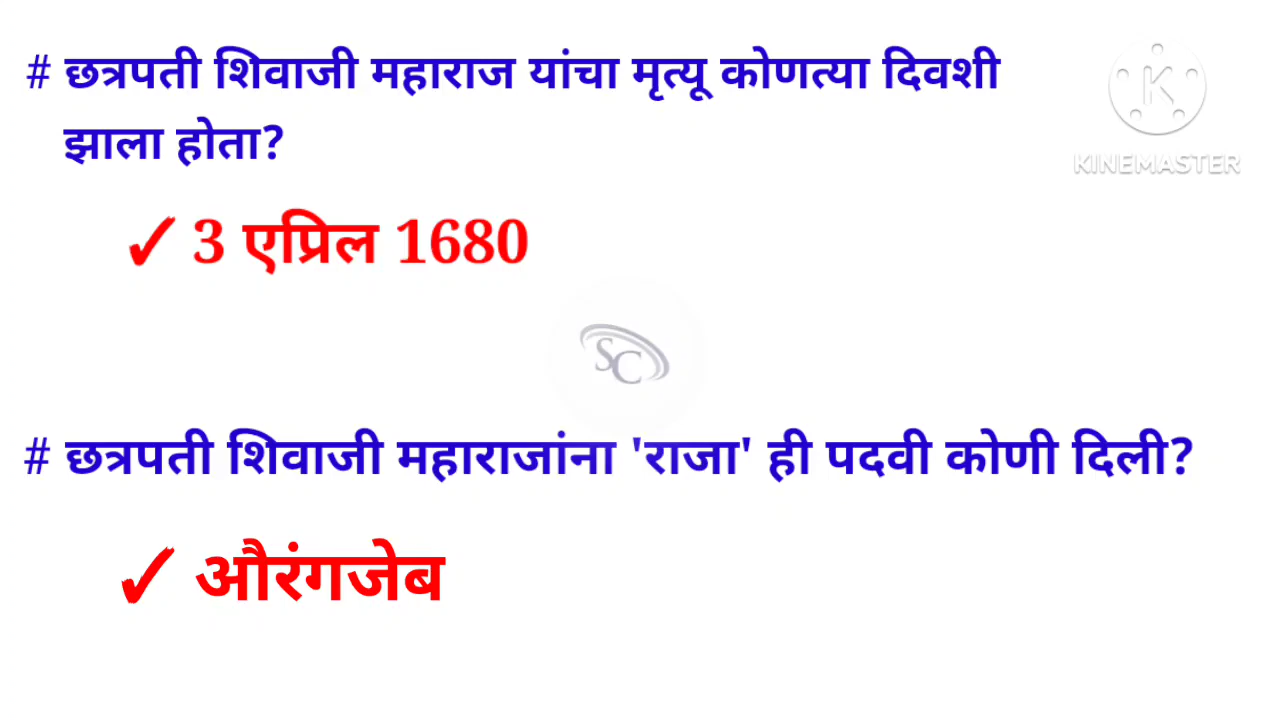 # छत्रपती शिवाजी महाराज यांचा मृत्यू कोणत्या दिवशी
झाला होता?
K
KINEMASTER
✓ 3 एप्रिल 1680
SC
# छत्रपती शिवाजी महाराजांना 'राजा' ही पदवी कोणी दिली?
✓ औरंगजेब